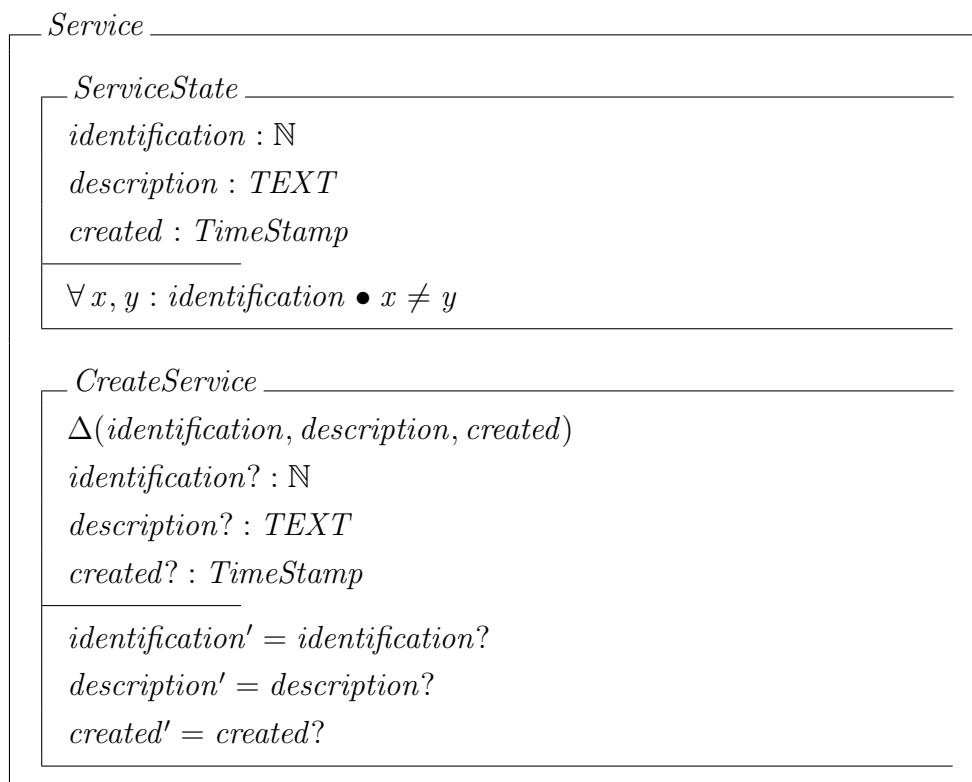 Service
ServiceState
identification : ℕ
description : TEXT
created : TimeStamp
∀ x, y : identification • x ≠ y
CreateService
Δ(identification, description, created)
identification? : ℕ
description? : TEXT
created? : TimeStamp
identification′ = identification?
description′ = description?
created′ = created?